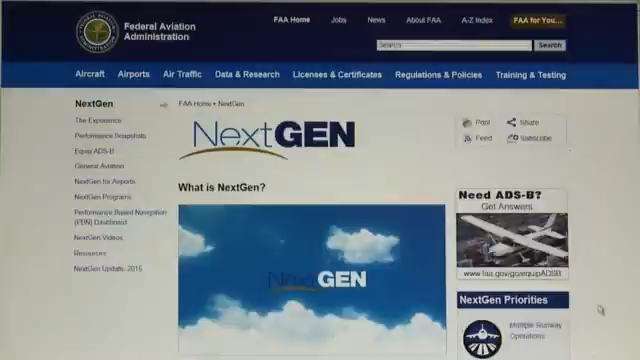 FAA Home Jobs News About FAA A-Z Index FAA for You...
Federal Aviation
Administration
Search Search
Aircraft Airports Air Traffic Data & Research Licenses & Certificates Regulations & Policies Training & Testing
NextGen
The Experience
Performance Snapshots
Equip ADS-B
General Aviation
NextGen for Airports
NextGen Programs
Performance Based Navigation
(PBN) Dashboard
NextGen Videos
Resources
NextGen Update: 2015
FAA Home NextGen
NextGEN
What is NextGen?
NextGEN
Print Share
Feed Subscribe
Need ADS-B?
Get Answers.
www.faa.gov/go/equipADSB
NextGen Priorities
Multiple Runway
Operations